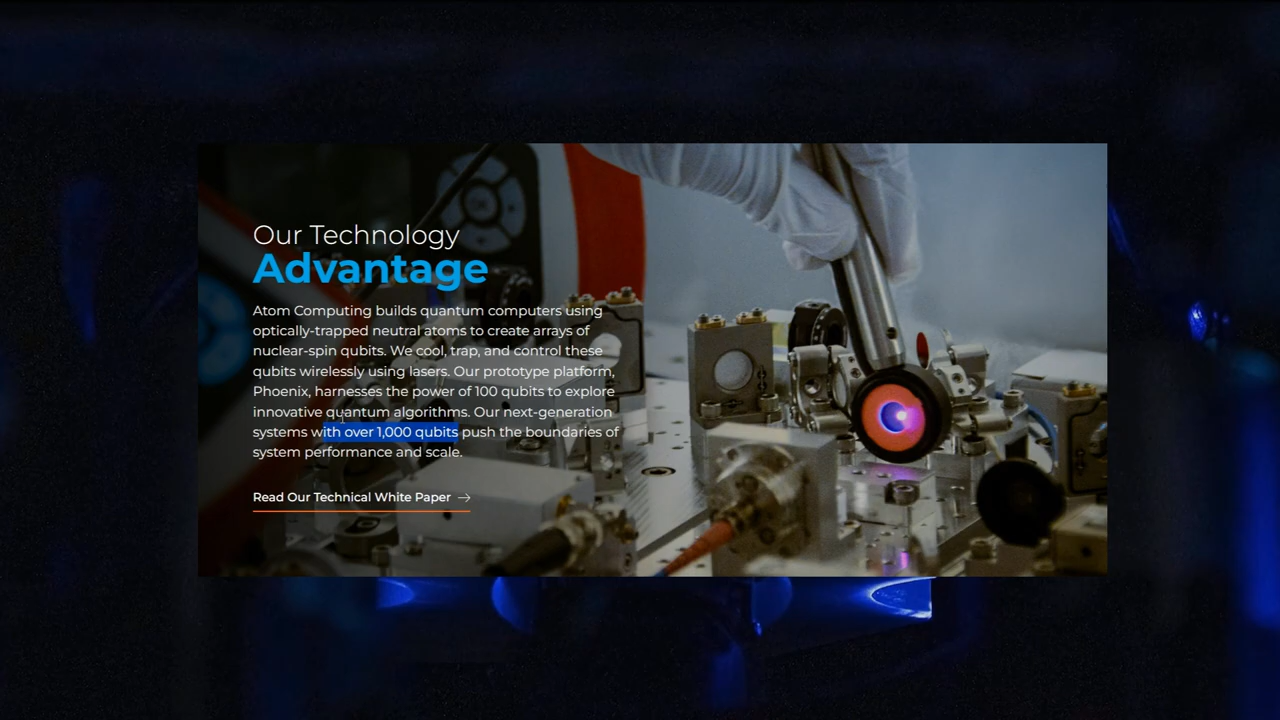 Our Technology
Advantage
Atom Computing builds quantum computers using
optically-trapped neutral atoms to create arrays of
nuclear-spin qubits. We cool, trap, and control these
qubits wirelessly using lasers. Our prototype platform,
Phoenix, harnesses the power of 100 qubits to explore
innovative quantum algorithms. Our next-generation
systems with over 1,000 qubits push the boundaries of
system performance and scale.
Read Our Technical White Paper →